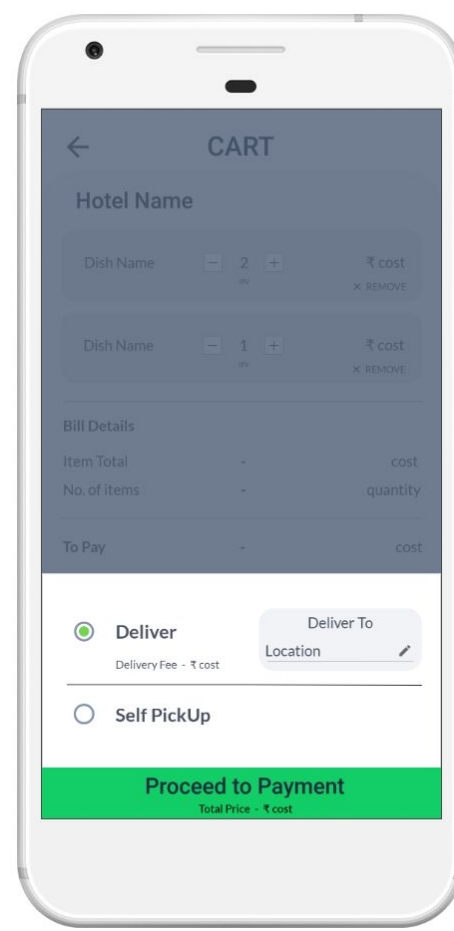 CART
Hotel Name
Dish Name − 2 + ₹ cost
qty × REMOVE
Dish Name − 1 + ₹ cost
qty × REMOVE
Bill Details
Item Total - cost
No. of items - quantity
To Pay - cost
Deliver Deliver To
Delivery Fee - ₹ cost Location
Self PickUp
Proceed to Payment
Total Price - ₹ cost